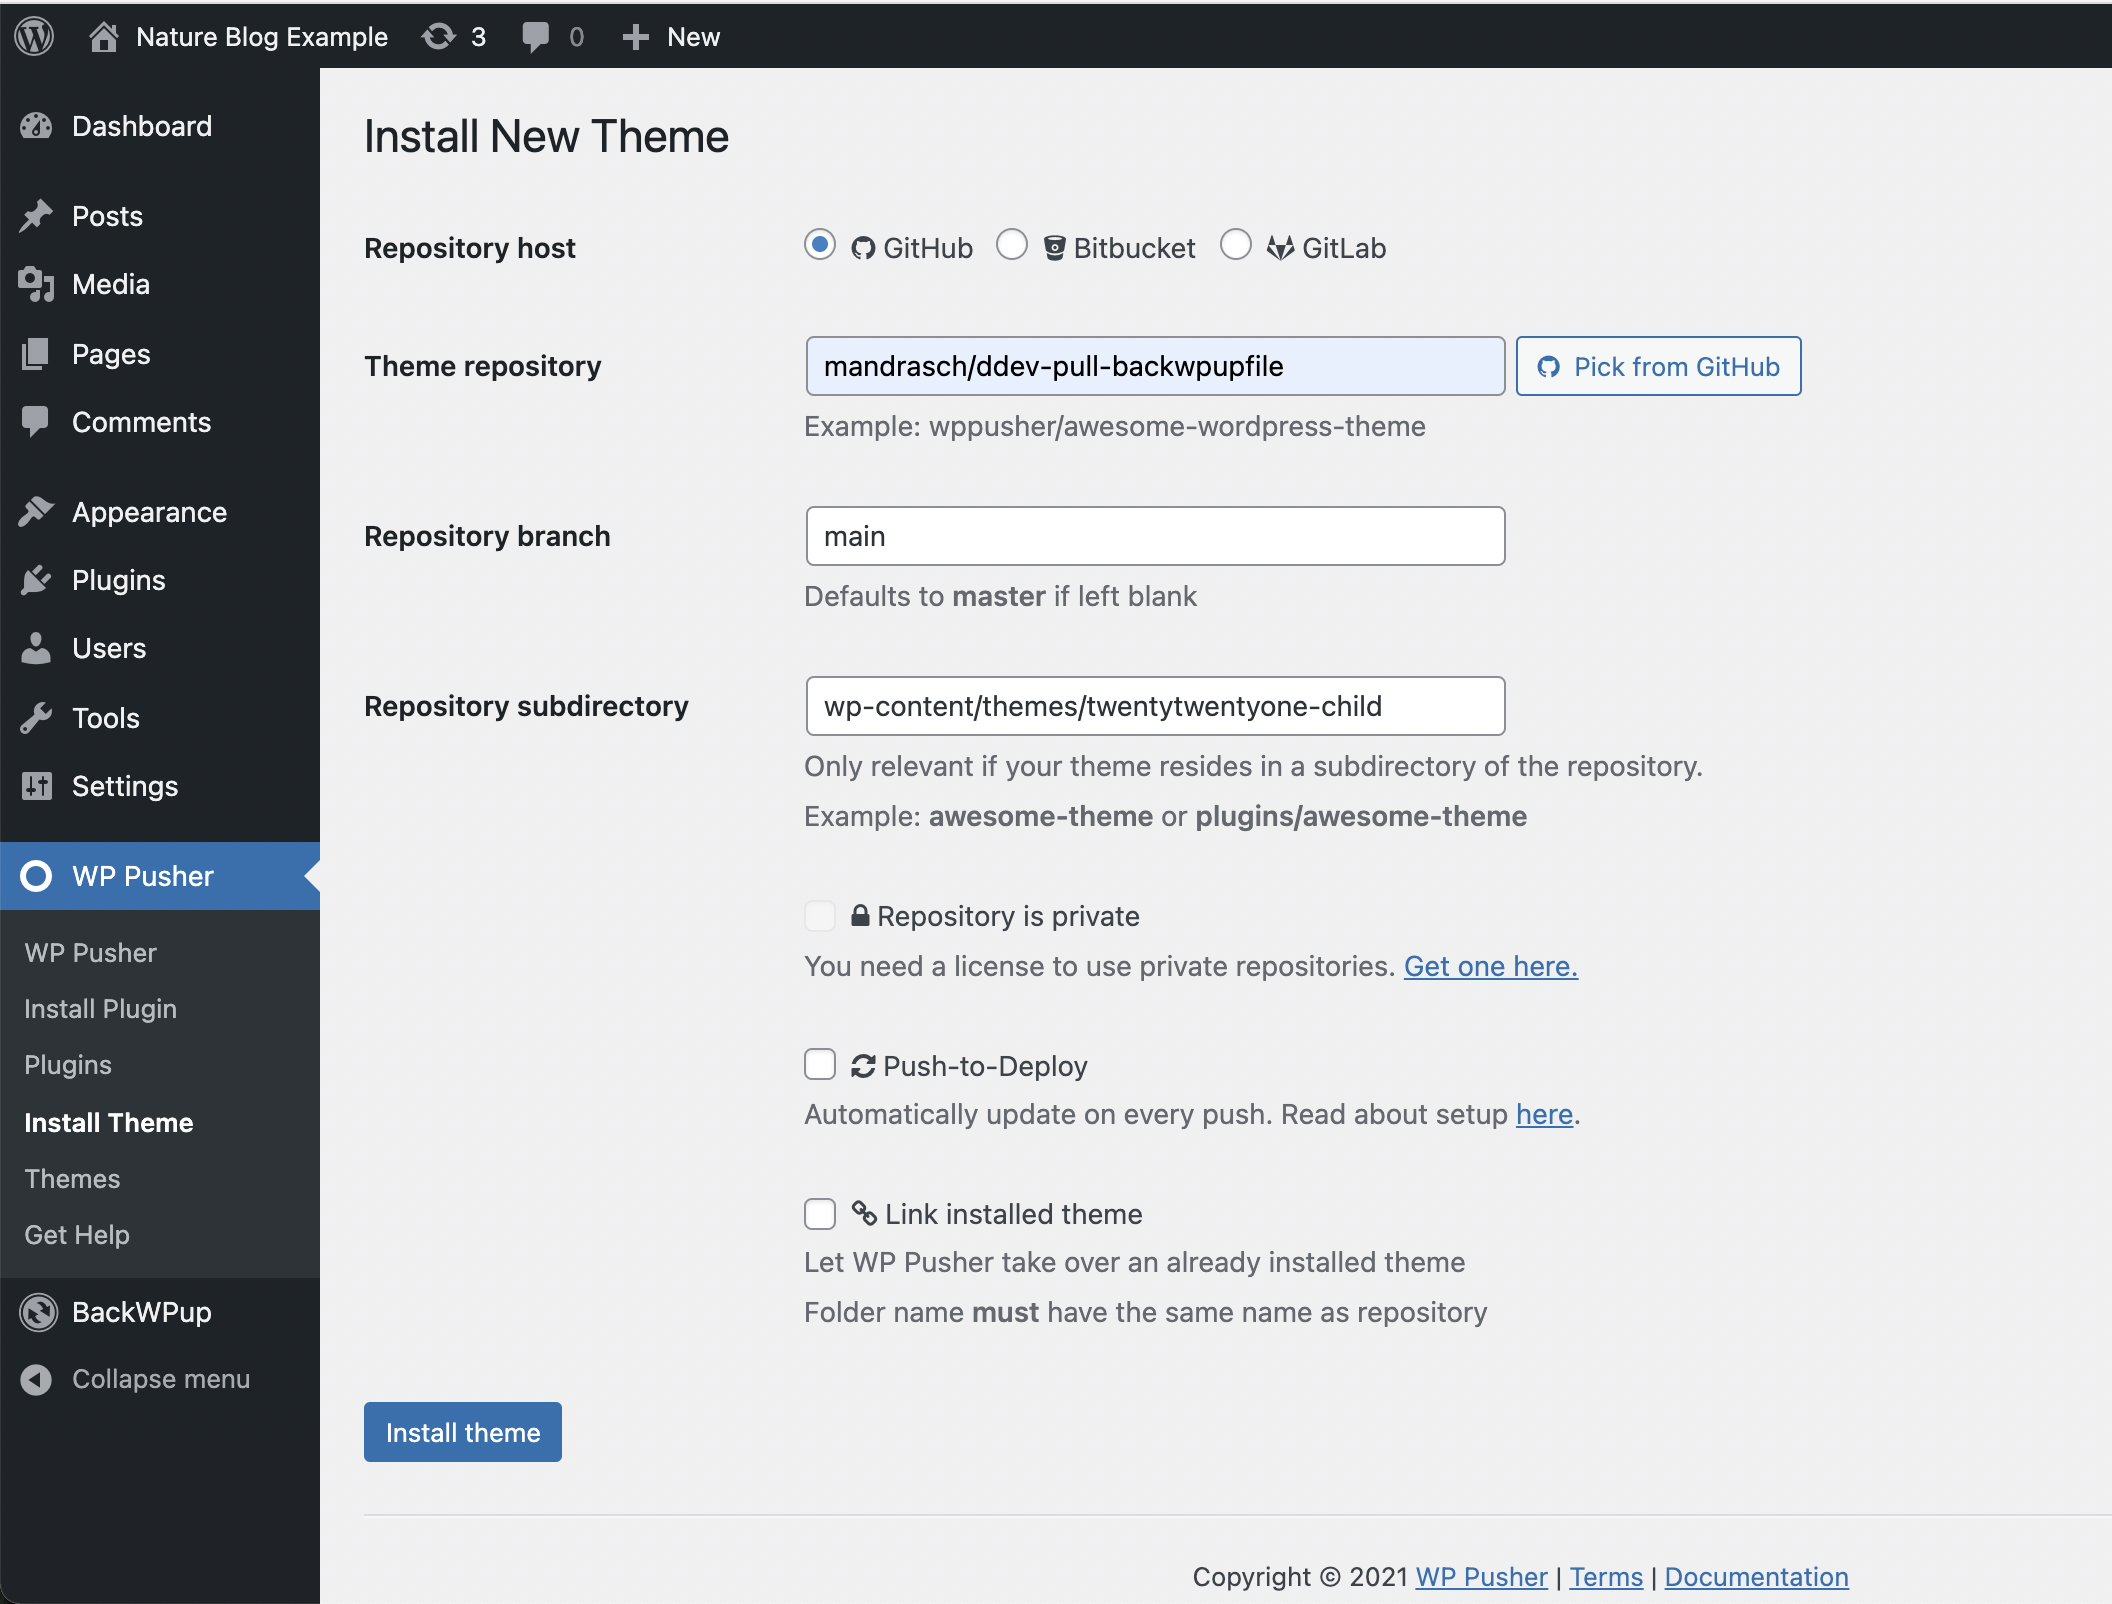 Nature Blog Example 3 0 New
Dashboard
Posts
Media
Pages
Comments
Appearance
Plugins
Users
Tools
Settings
WP Pusher
WP Pusher
Install Plugin
Plugins
Install Theme
Themes
Get Help
BackWPup
Collapse menu
Install New Theme
Repository host
GitHub Bitbucket GitLab
Theme repository
mandrasch/ddev-pull-backwpupfile
Pick from GitHub
Example: wppusher/awesome-wordpress-theme
Repository branch
main
Defaults to master if left blank
Repository subdirectory
wp-content/themes/twentytwentyone-child
Only relevant if your theme resides in a subdirectory of the repository.
Example: awesome-theme or plugins/awesome-theme
Repository is private
You need a license to use private repositories. Get one here.
Push-to-Deploy
Automatically update on every push. Read about setup here.
Link installed theme
Let WP Pusher take over an already installed theme
Folder name must have the same name as repository
Install theme
Copyright © 2021 WP Pusher | Terms | Documentation